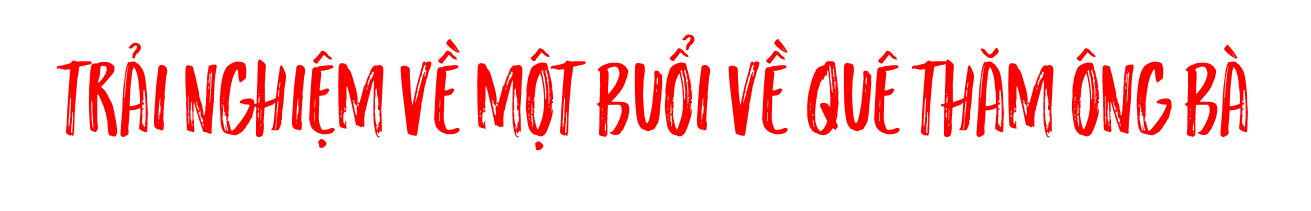 TRẢI NGHIỆM VỀ MỘT BUỔI VỀ QUÊ THĂM ÔNG BÀ